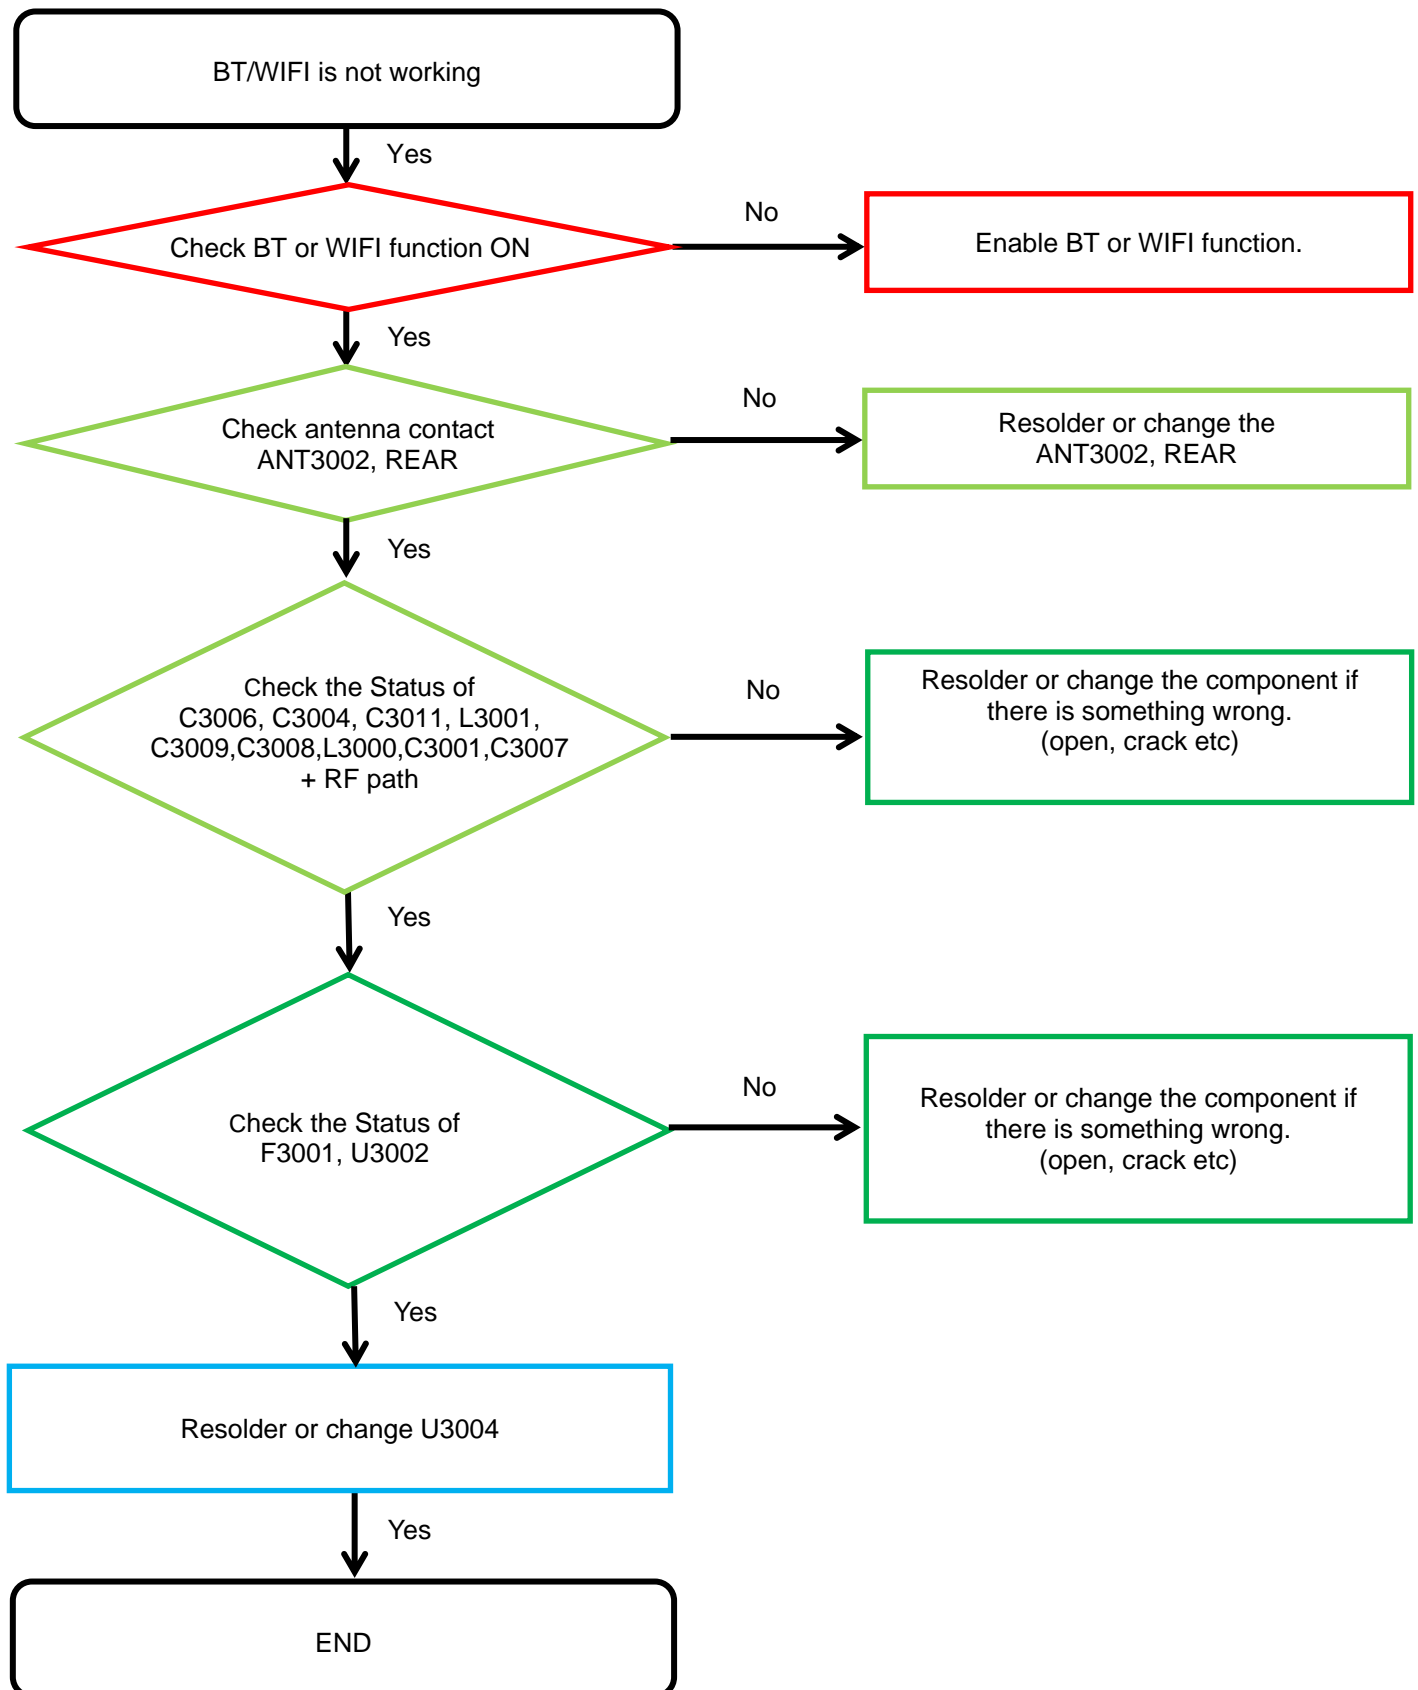 BT/WIFI is not working
Yes
Check BT or WIFI function ON
No
Enable BT or WIFI function.
Yes
Check antenna contact
ANT3002, REAR
No
Resolder or change the
ANT3002, REAR
Yes
Check the Status of
C3006, C3004, C3011, L3001,
C3009,C3008,L3000,C3001,C3007
+ RF path
No
Resolder or change the component if
there is something wrong.
(open, crack etc)
Yes
Check the Status of
F3001, U3002
No
Resolder or change the component if
there is something wrong.
(open, crack etc)
Yes
Resolder or change U3004
Yes
END